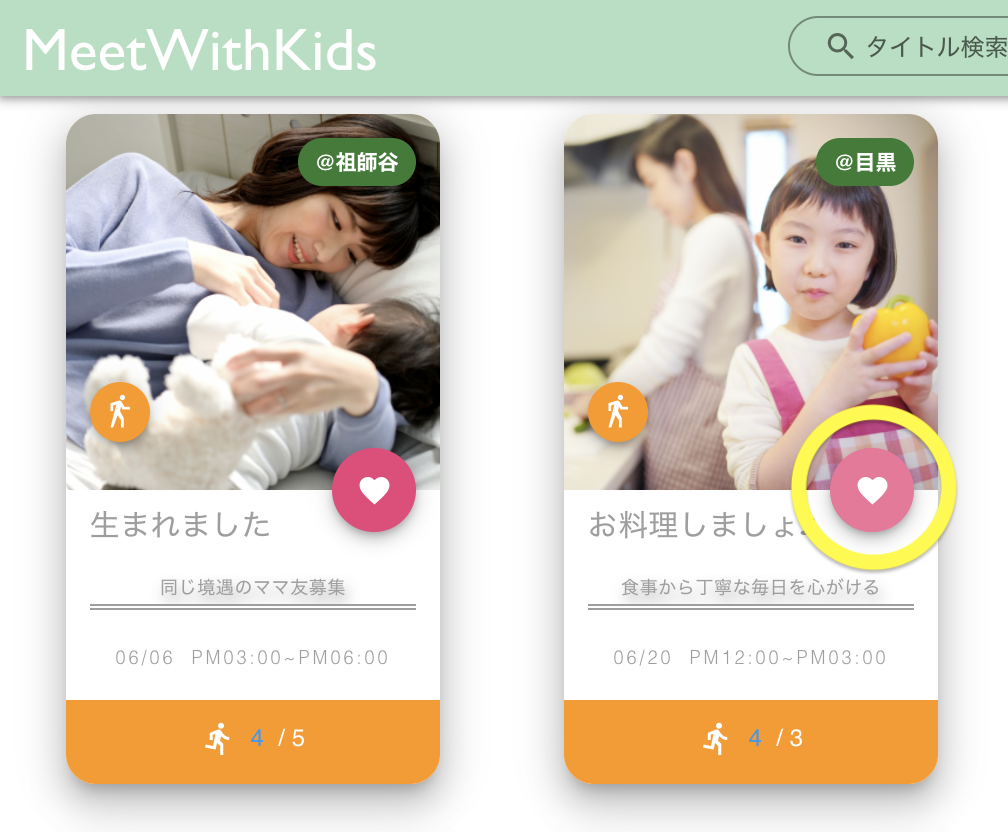 MeetWithKids
タイトル検索
@祖師谷
@目黒
生まれました
お料理しましょ
同じ境遇のママ友募集
食事から丁寧な毎日を心がける
06/06 PM03:00~PM06:00
06/20 PM12:00~PM03:00
4 / 5
4 / 3